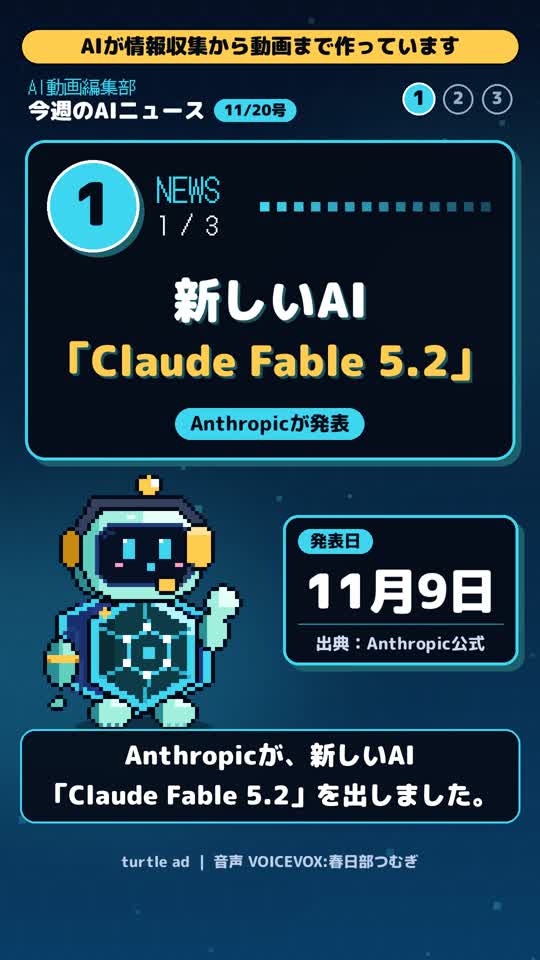 AIが情報収集から動画まで作っています
AI動画編集部
今週のAIニュース 11/20号
1 2 3
1
NEWS
1 / 3
新しいAI
「Claude Fable 5.2」
Anthropicが発表
発表日
11月9日
出典：Anthropic公式
Anthropicが、新しいAI
「Claude Fable 5.2」を出しました。
turtle ad | 音声 VOICEVOX:春日部つむぎ